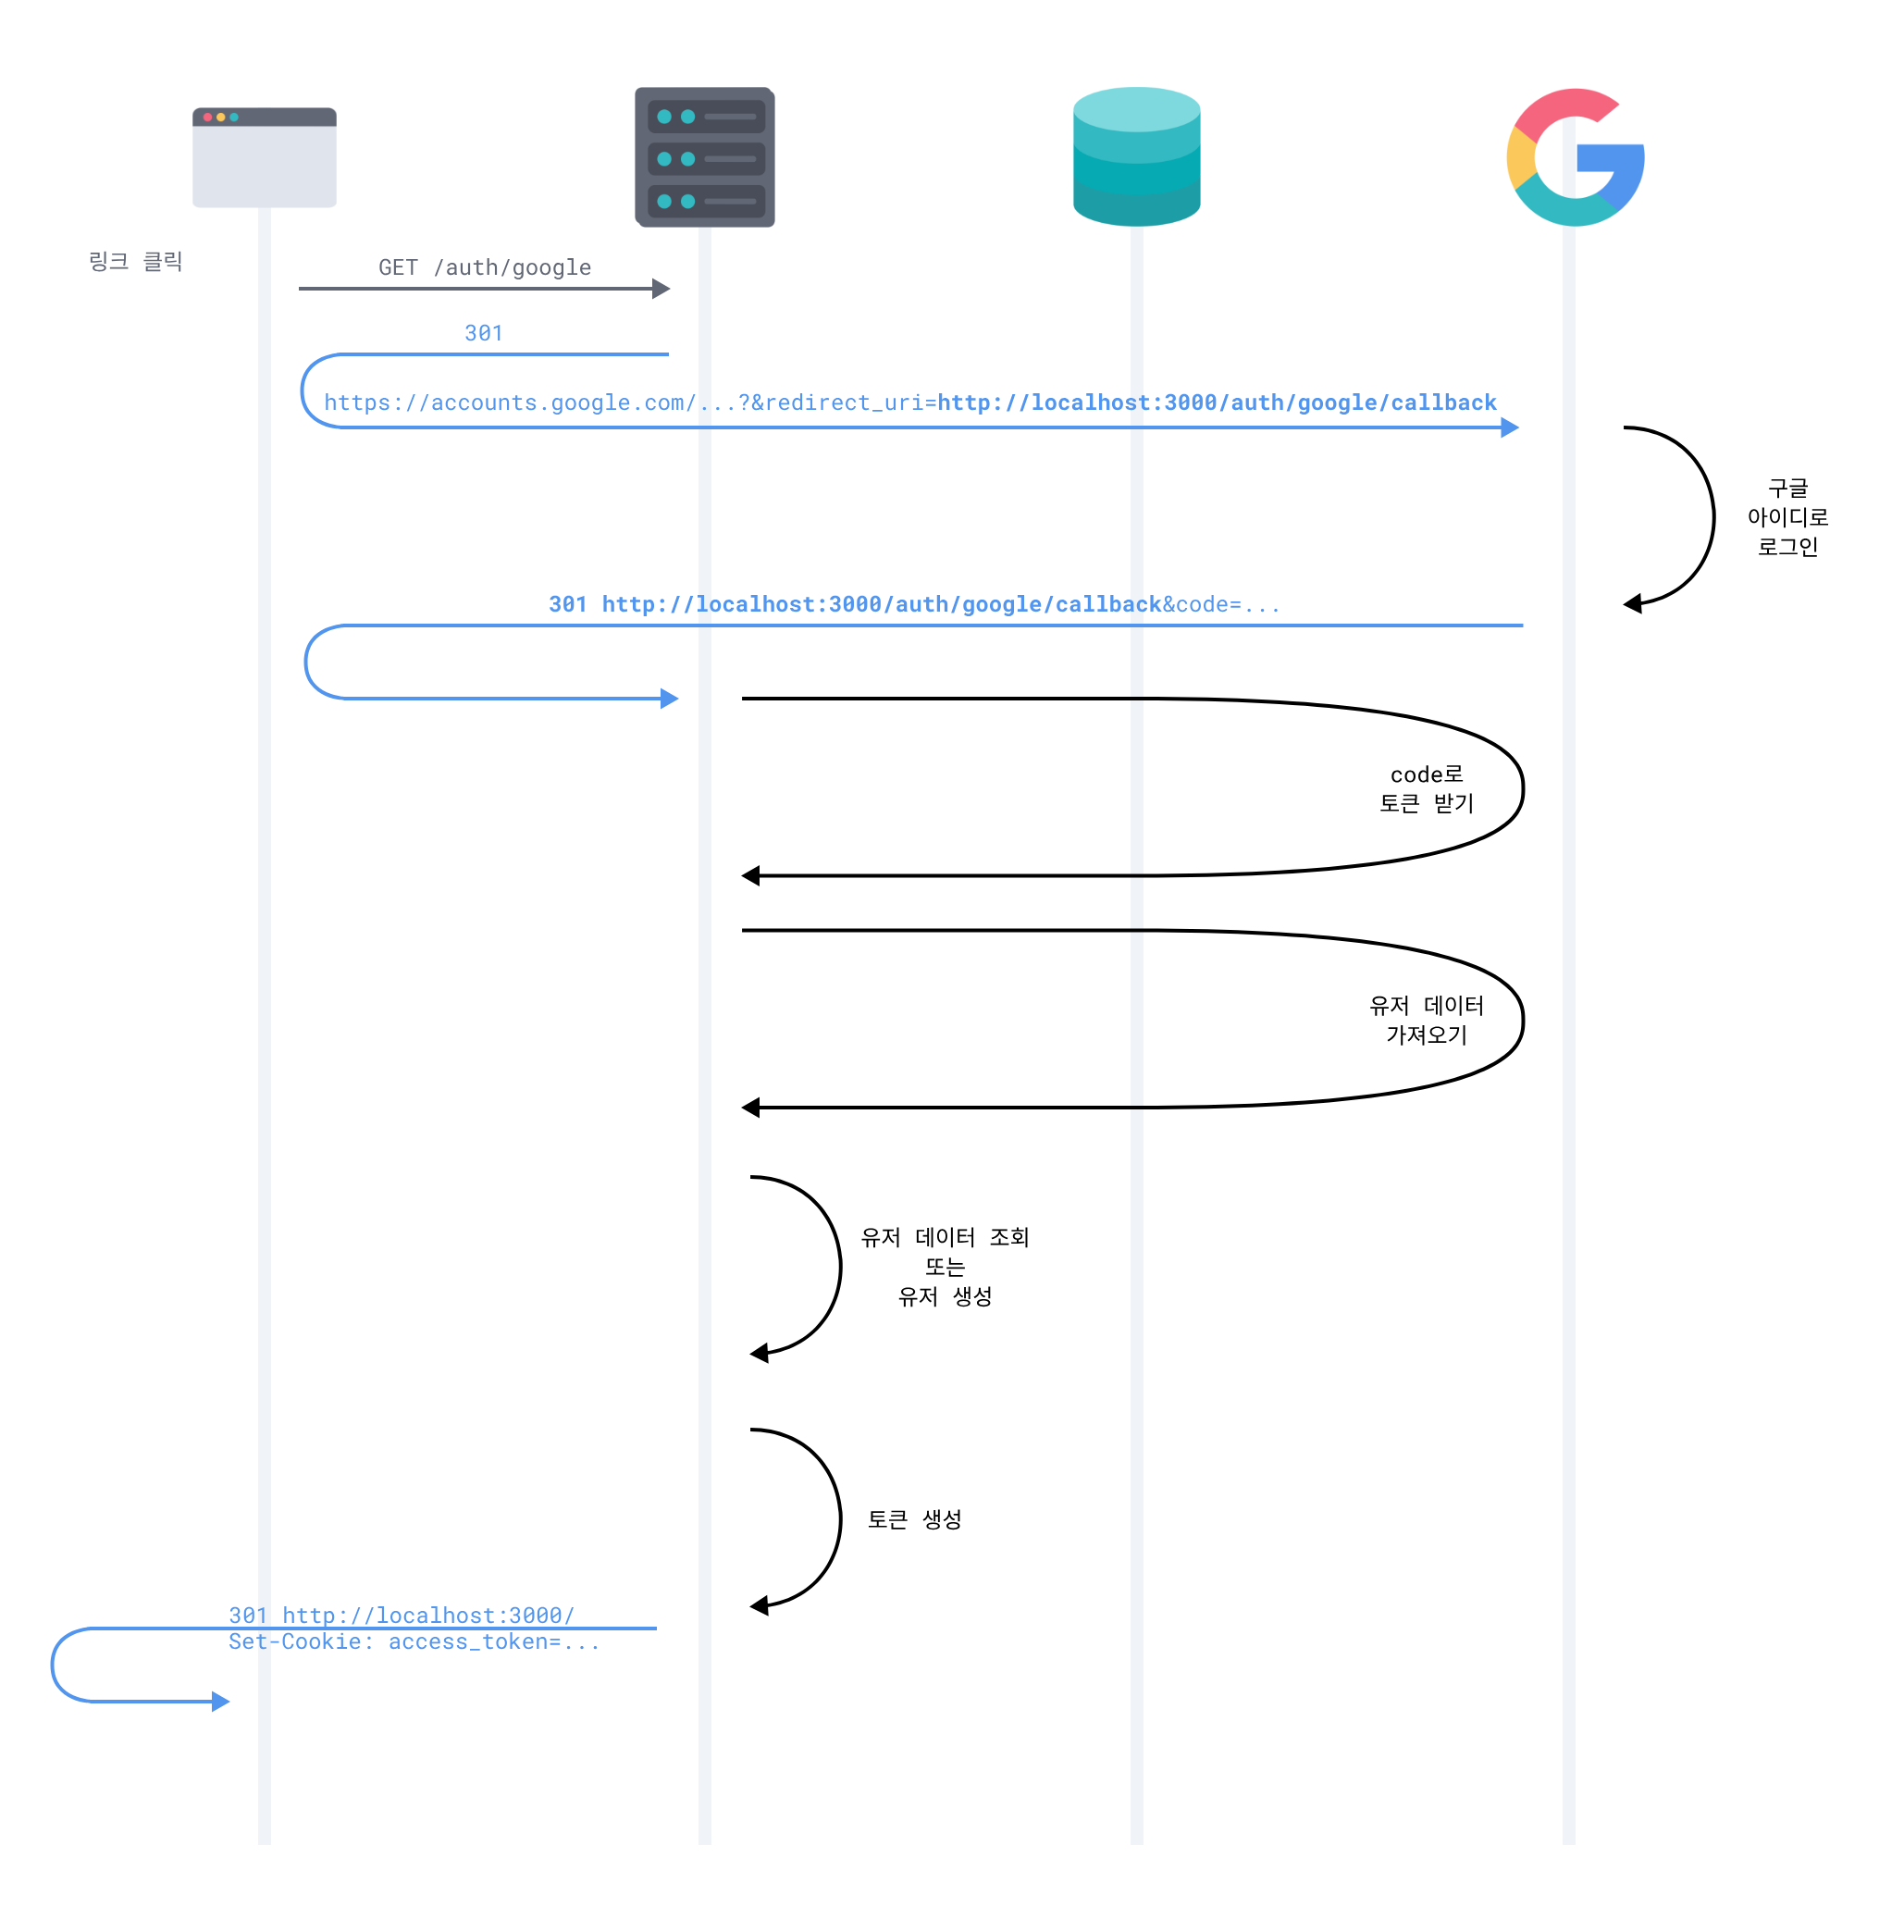 링크 클릭
GET /auth/google
301
https://accounts.google.com/...?&redirect_uri=http://localhost:3000/auth/google/callback
구글
아이디로
로그인
301 http://localhost:3000/auth/google/callback&code=...
code로
토큰 받기
유저 데이터
가져오기
유저 데이터 조회
또는
유저 생성
토큰 생성
301 http://localhost:3000/
Set-Cookie: access_token=...